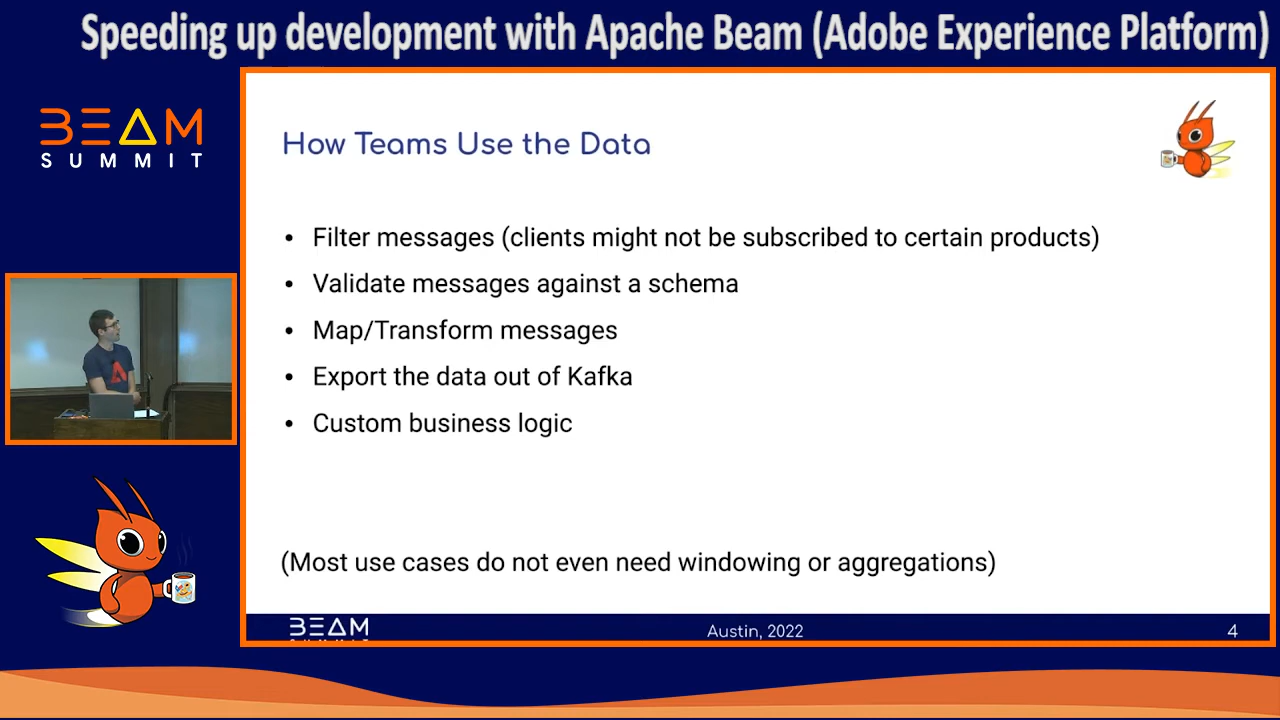 Speeding up development with Apache Beam (Adobe Experience Platform)
BEAM
SUMMIT
How Teams Use the Data
• Filter messages (clients might not be subscribed to certain products)
• Validate messages against a schema
• Map/Transform messages
• Export the data out of Kafka
• Custom business logic
(Most use cases do not even need windowing or aggregations)
BEAM
Austin, 2022
4